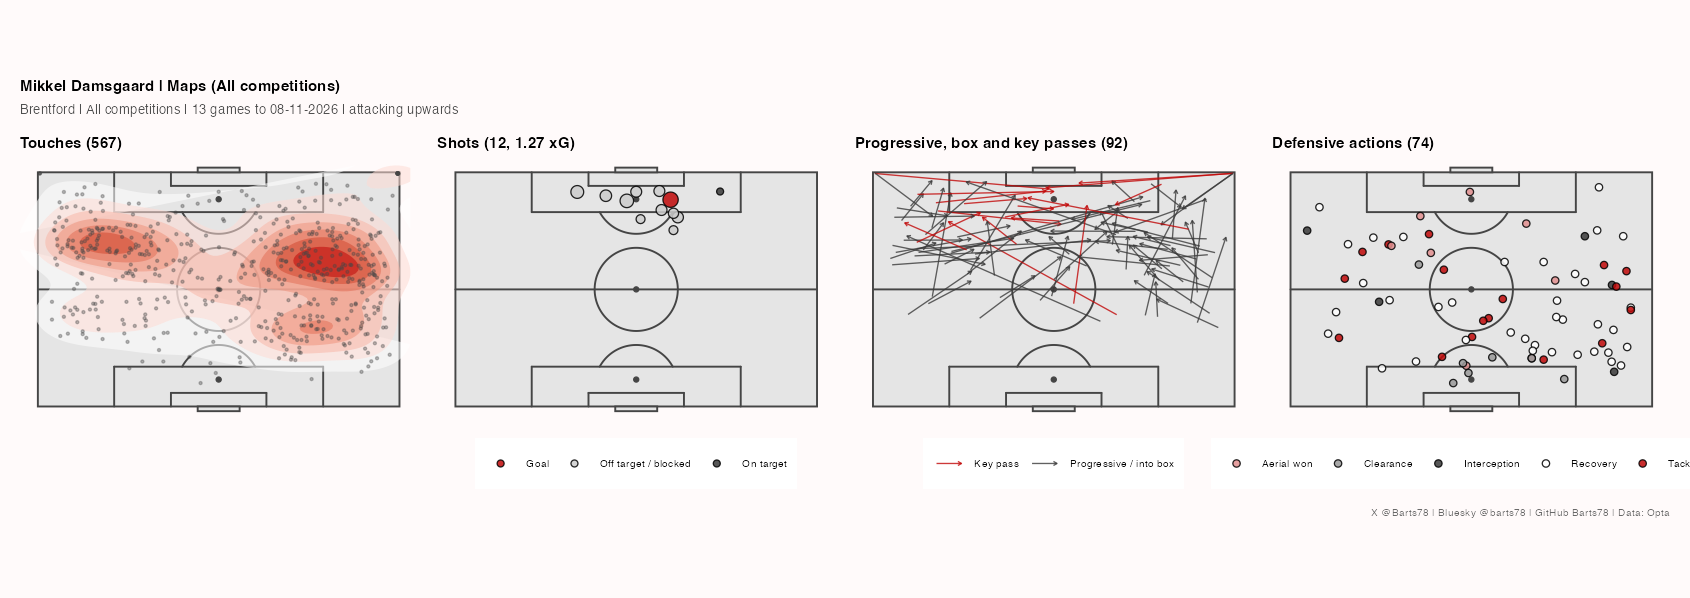 Mikkel Damsgaard | Maps (All competitions)
Brentford | All competitions | 13 games to 08-11-2026 | attacking upwards
Touches (567)
Shots (12, 1.27 xG)
Progressive, box and key passes (92)
Defensive actions (74)
Goal
Off target / blocked
On target
Key pass
Progressive / into box
Aerial won
Clearance
Interception
Recovery
Tack
X @Barts78 | Bluesky @barts78 | GitHub Barts78 | Data: Opta